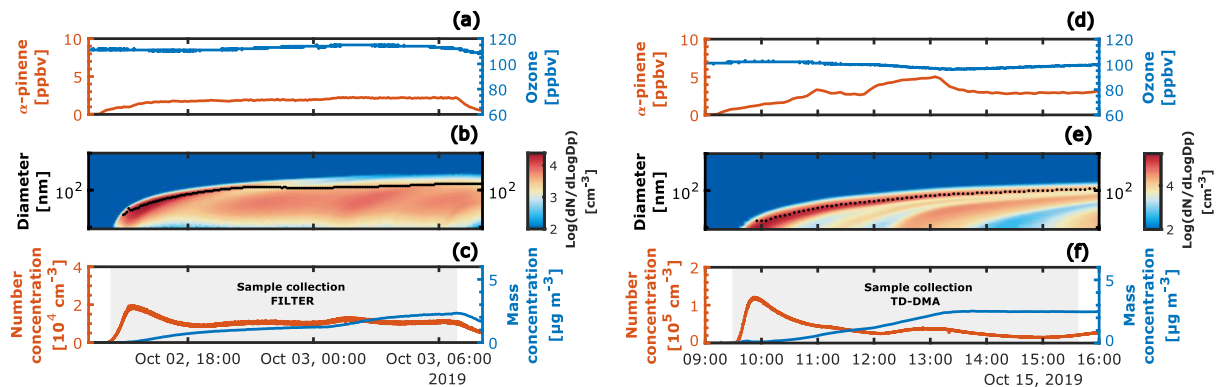 (a)
10
5
0
α-pinene
[ppbv]
120
100
80
60
Ozone
[ppbv]
(b)
10²
Diameter
[nm]
10²
4
3
2
Log(dN/dLogDp)
[cm⁻³]
(c)
4
2
0
Number
concentration
[10⁴ cm⁻³]
Sample collection
FILTER
5
0
Mass
concentration
[µg m⁻³]
Oct 02, 18:00
Oct 03, 00:00
Oct 03, 06:00
2019
(d)
10
5
0
α-pinene
[ppbv]
120
100
80
60
Ozone
[ppbv]
(e)
10²
Diameter
[nm]
10²
4
2
Log(dN/dLogDp)
[cm⁻³]
(f)
2
1
0
Number
concentration
[10⁵ cm⁻³]
Sample collection
TD-DMA
5
0
Mass
concentration
[µg m⁻³]
09:00
10:00
11:00
12:00
13:00
14:00
15:00
16:00
Oct 15, 2019